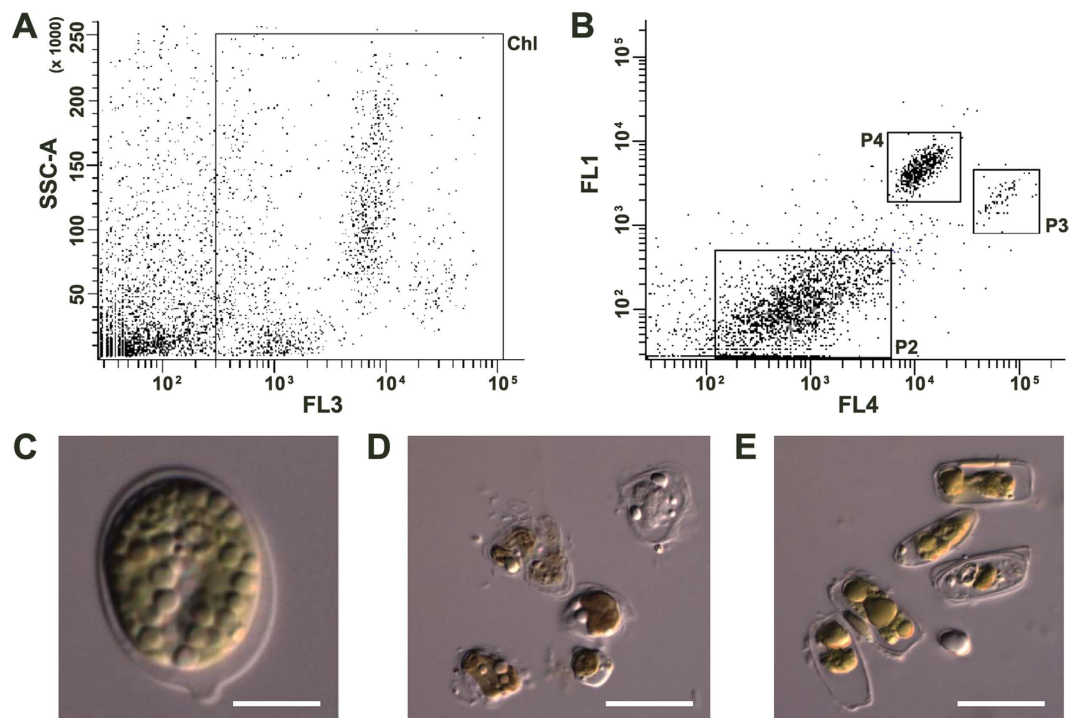 A
SSC-A
(x 1000)
250
200
150
100
50
Chl
10²
10³
10⁴
10⁵
FL3
B
FL1
10⁵
10⁴
10³
10²
P4
P3
P2
10²
10³
10⁴
10⁵
FL4
C
D
E